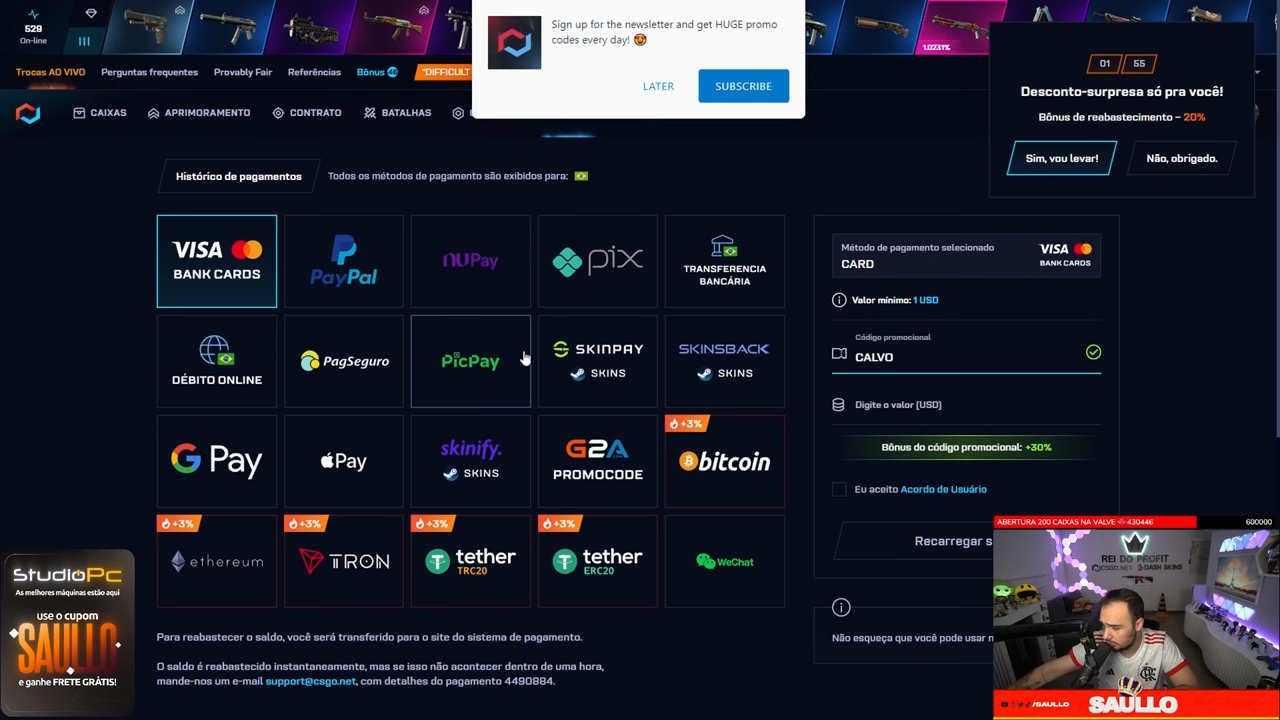 529
On-line
1.0231%
Sign up for the newsletter and get HUGE promo
codes every day! 🤩
LATER
SUBSCRIBE
01 55
Desconto-surpresa só pra você!
Bônus de reabastecimento – 20%
Sim, vou levar!
Não, obrigado.
Trocas AO VIVO
Perguntas frequentes
Provably Fair
Referências
Bônus 46
"DIFFICULT
CAIXAS
APRIMORAMENTO
CONTRATO
BATALHAS
Histórico de pagamentos
Todos os métodos de pagamento são exibidos para:
VISA
BANK CARDS
PayPal
nuPay
pix
TRANSFERENCIA
BANCÁRIA
DÉBITO ONLINE
PagSeguro
PicPay
SKINPAY
SKINS
SKINSBACK
SKINS
G Pay
Pay
skinify.
SKINS
G2A
PROMOCODE
+3%
bitcoin
+3%
ethereum
+3%
TRON
+3%
tether
TRC20
+3%
tether
ERC20
WeChat
Método de pagamento selecionado
CARD
VISA
BANK CARDS
Valor mínimo: 1 USD
Código promocional
CALVO
Digite o valor (USD)
Bônus do código promocional: +30%
Eu aceito Acordo de Usuário
Recarregar s
Não esqueça que você pode usar n
Para reabastecer o saldo, você será transferido para o site do sistema de pagamento.
O saldo é reabastecido instantaneamente, mas se isso não acontecer dentro de uma hora,
mande-nos um e-mail support@csgo.net, com detalhes do pagamento 4490884.
StudioPc
As melhores máquinas estão aqui
use o cupom
SAULLO
e ganhe FRETE GRÁTIS!
ABERTURA 200 CAIXAS NA VALVE 430446
600000
REI DO PROFIT
CSGO.NET DASH SKINS
/SAULLO
SAULLO